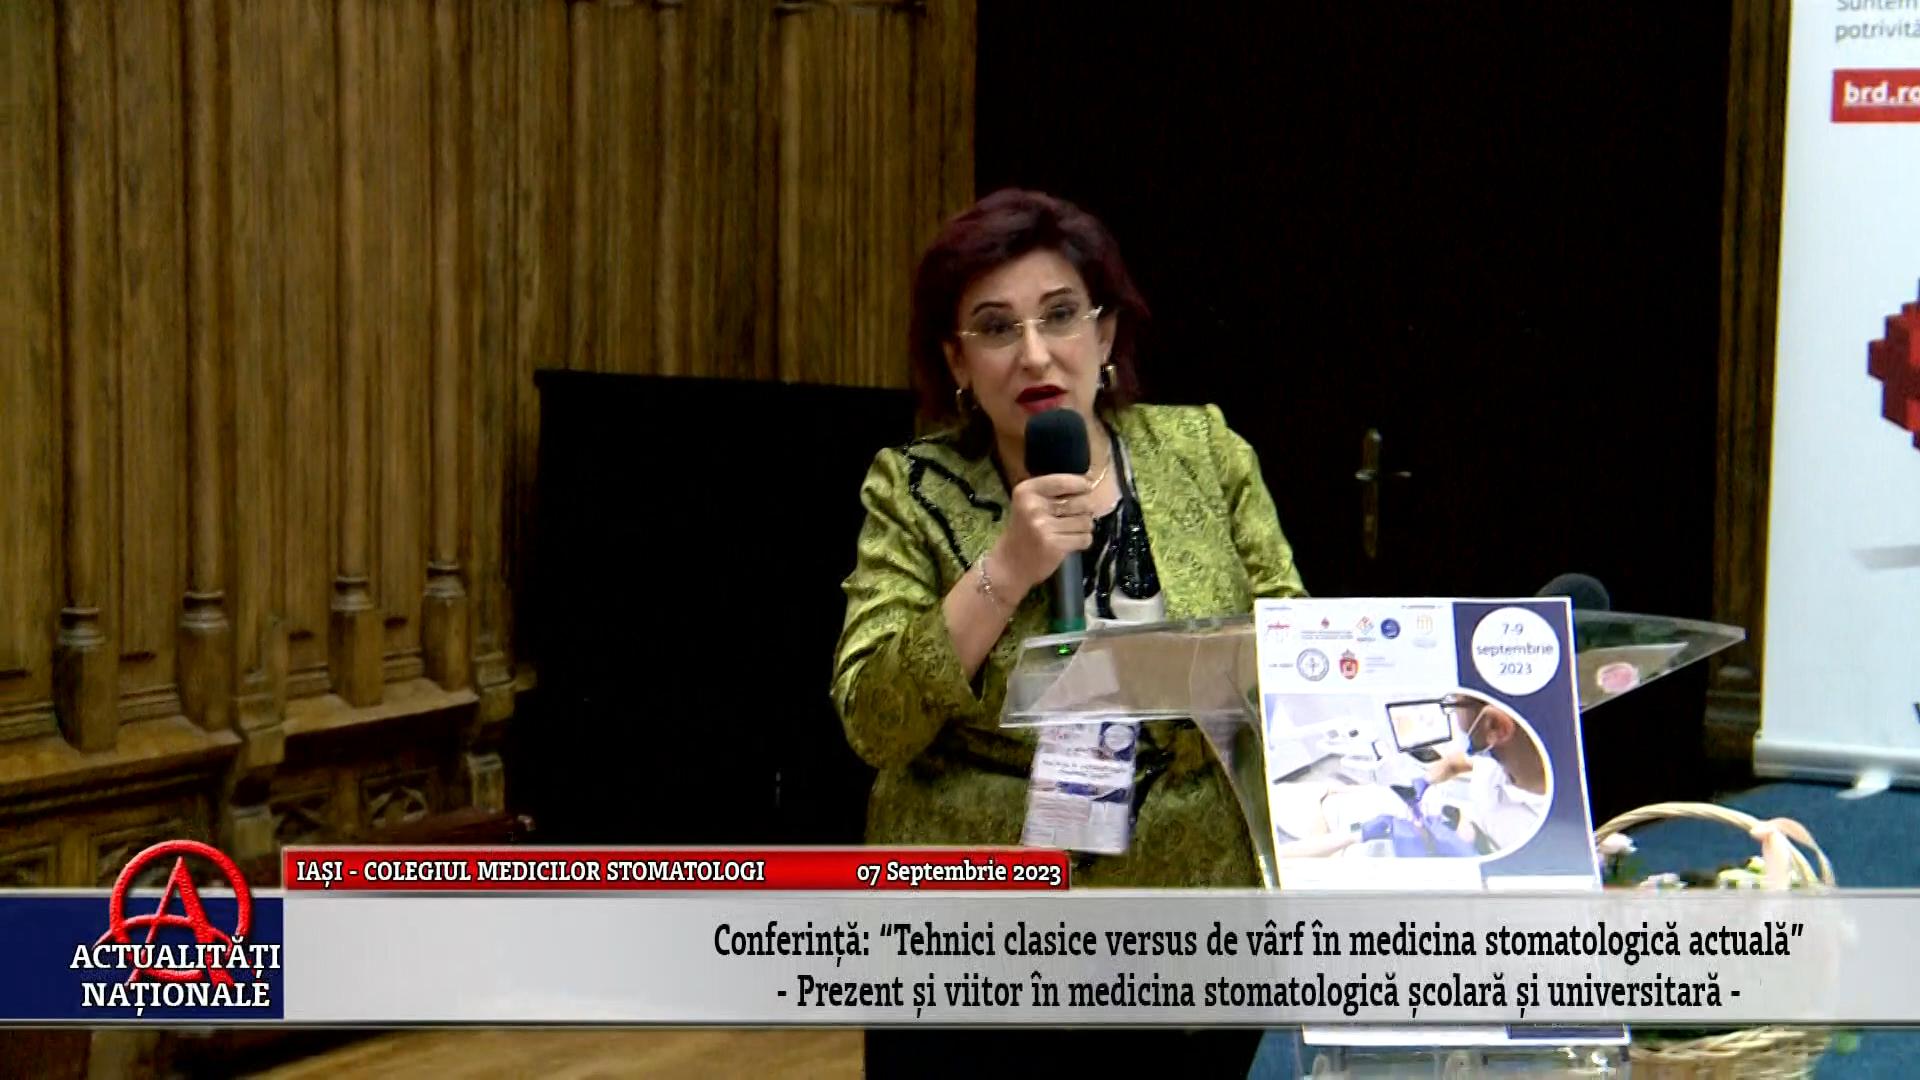 Suntem
potrivită
brd.ro
7-9
septembrie
2023
IAȘI - COLEGIUL MEDICILOR STOMATOLOGI
07 Septembrie 2023
ACTUALITĂȚI
NAȚIONALE
Conferință: “Tehnici clasice versus de vârf în medicina stomatologică actuală”
- Prezent și viitor în medicina stomatologică școlară și universitară -